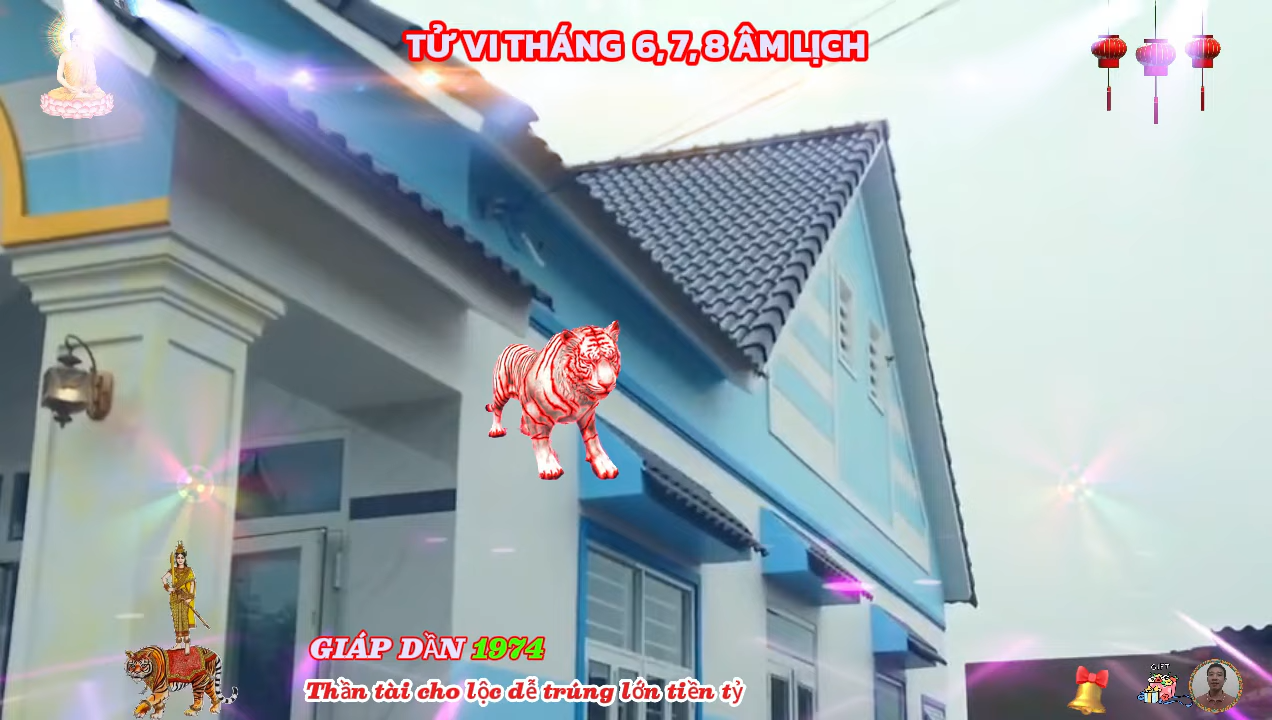 TỬ VI THÁNG 6, 7, 8 ÂM LỊCH
GIÁP DẦN 1974
Thần tài cho lộc dễ trúng lớn tiền tỷ
GIFT